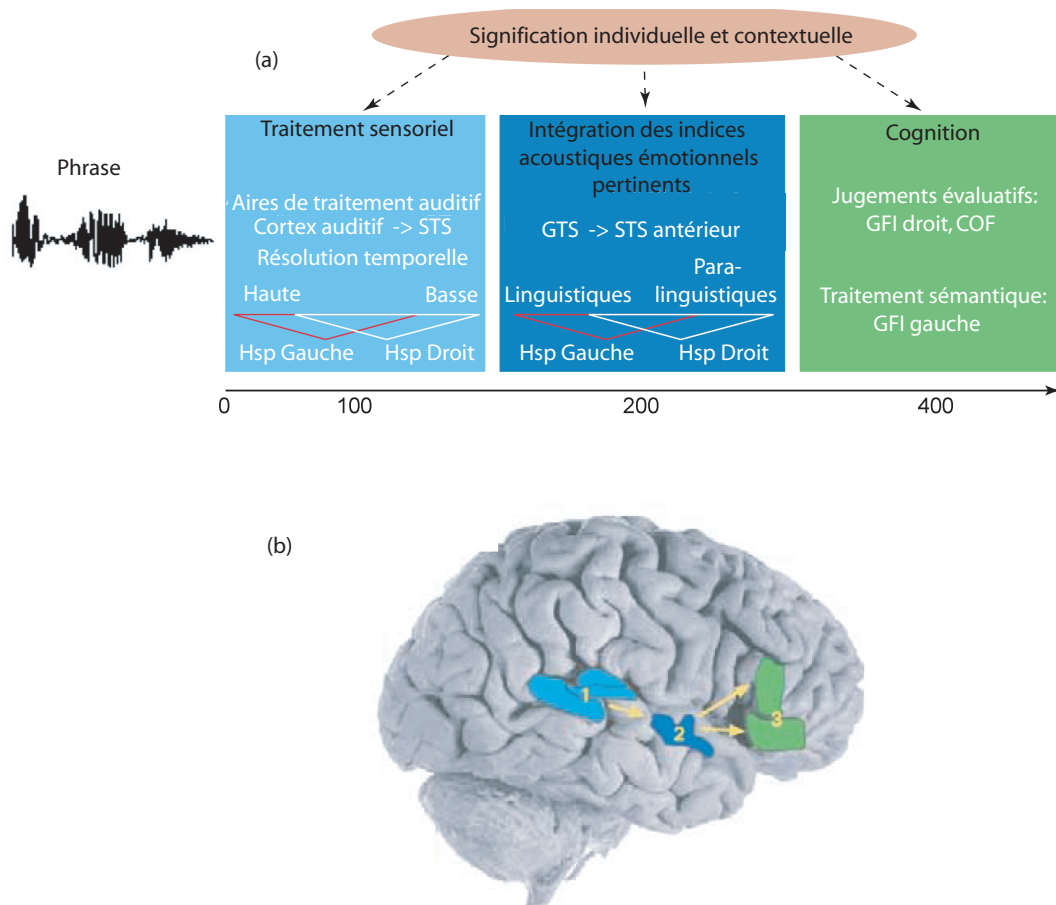 Signification individuelle et contextuelle
(a)
Phrase
Traitement sensoriel
Aires de traitement auditif
Cortex auditif -> STS
Résolution temporelle
Haute Basse
Hsp Gauche Hsp Droit
Intégration des indices
acoustiques émotionnels
pertinents
GTS -> STS antérieur
Para-
Linguistiques linguistiques
Hsp Gauche Hsp Droit
Cognition
Jugements évaluatifs:
GFI droit, COF
Traitement sémantique:
GFI gauche
0 100 200 400
(b)
1
2
3